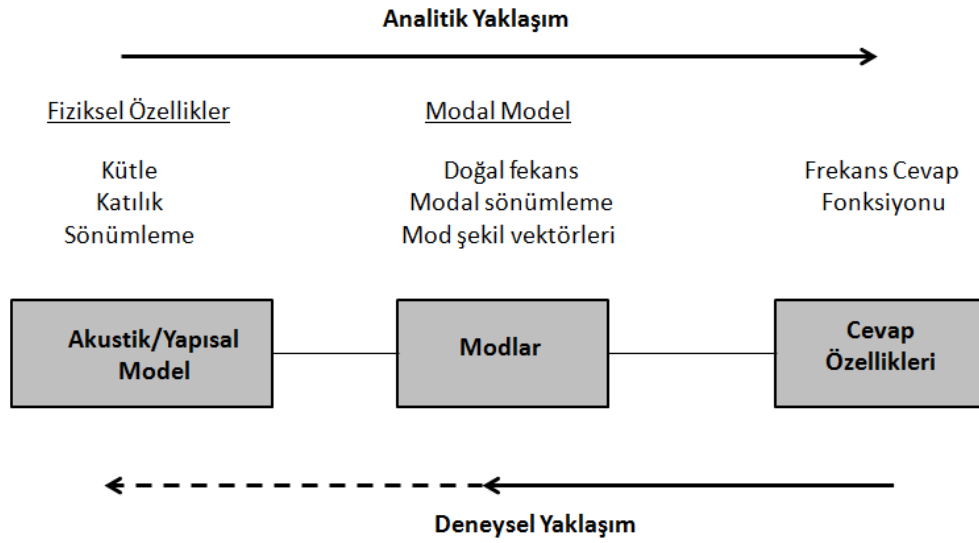 Analitik Yaklaşım
Fiziksel Özellikler
Kütle
Katılık
Sönümleme
Modal Model
Doğal fekans
Modal sönümleme
Mod şekil vektörleri
Frekans Cevap
Fonksiyonu
Akustik/Yapısal
Model
Modlar
Cevap
Özellikleri
Deneysel Yaklaşım